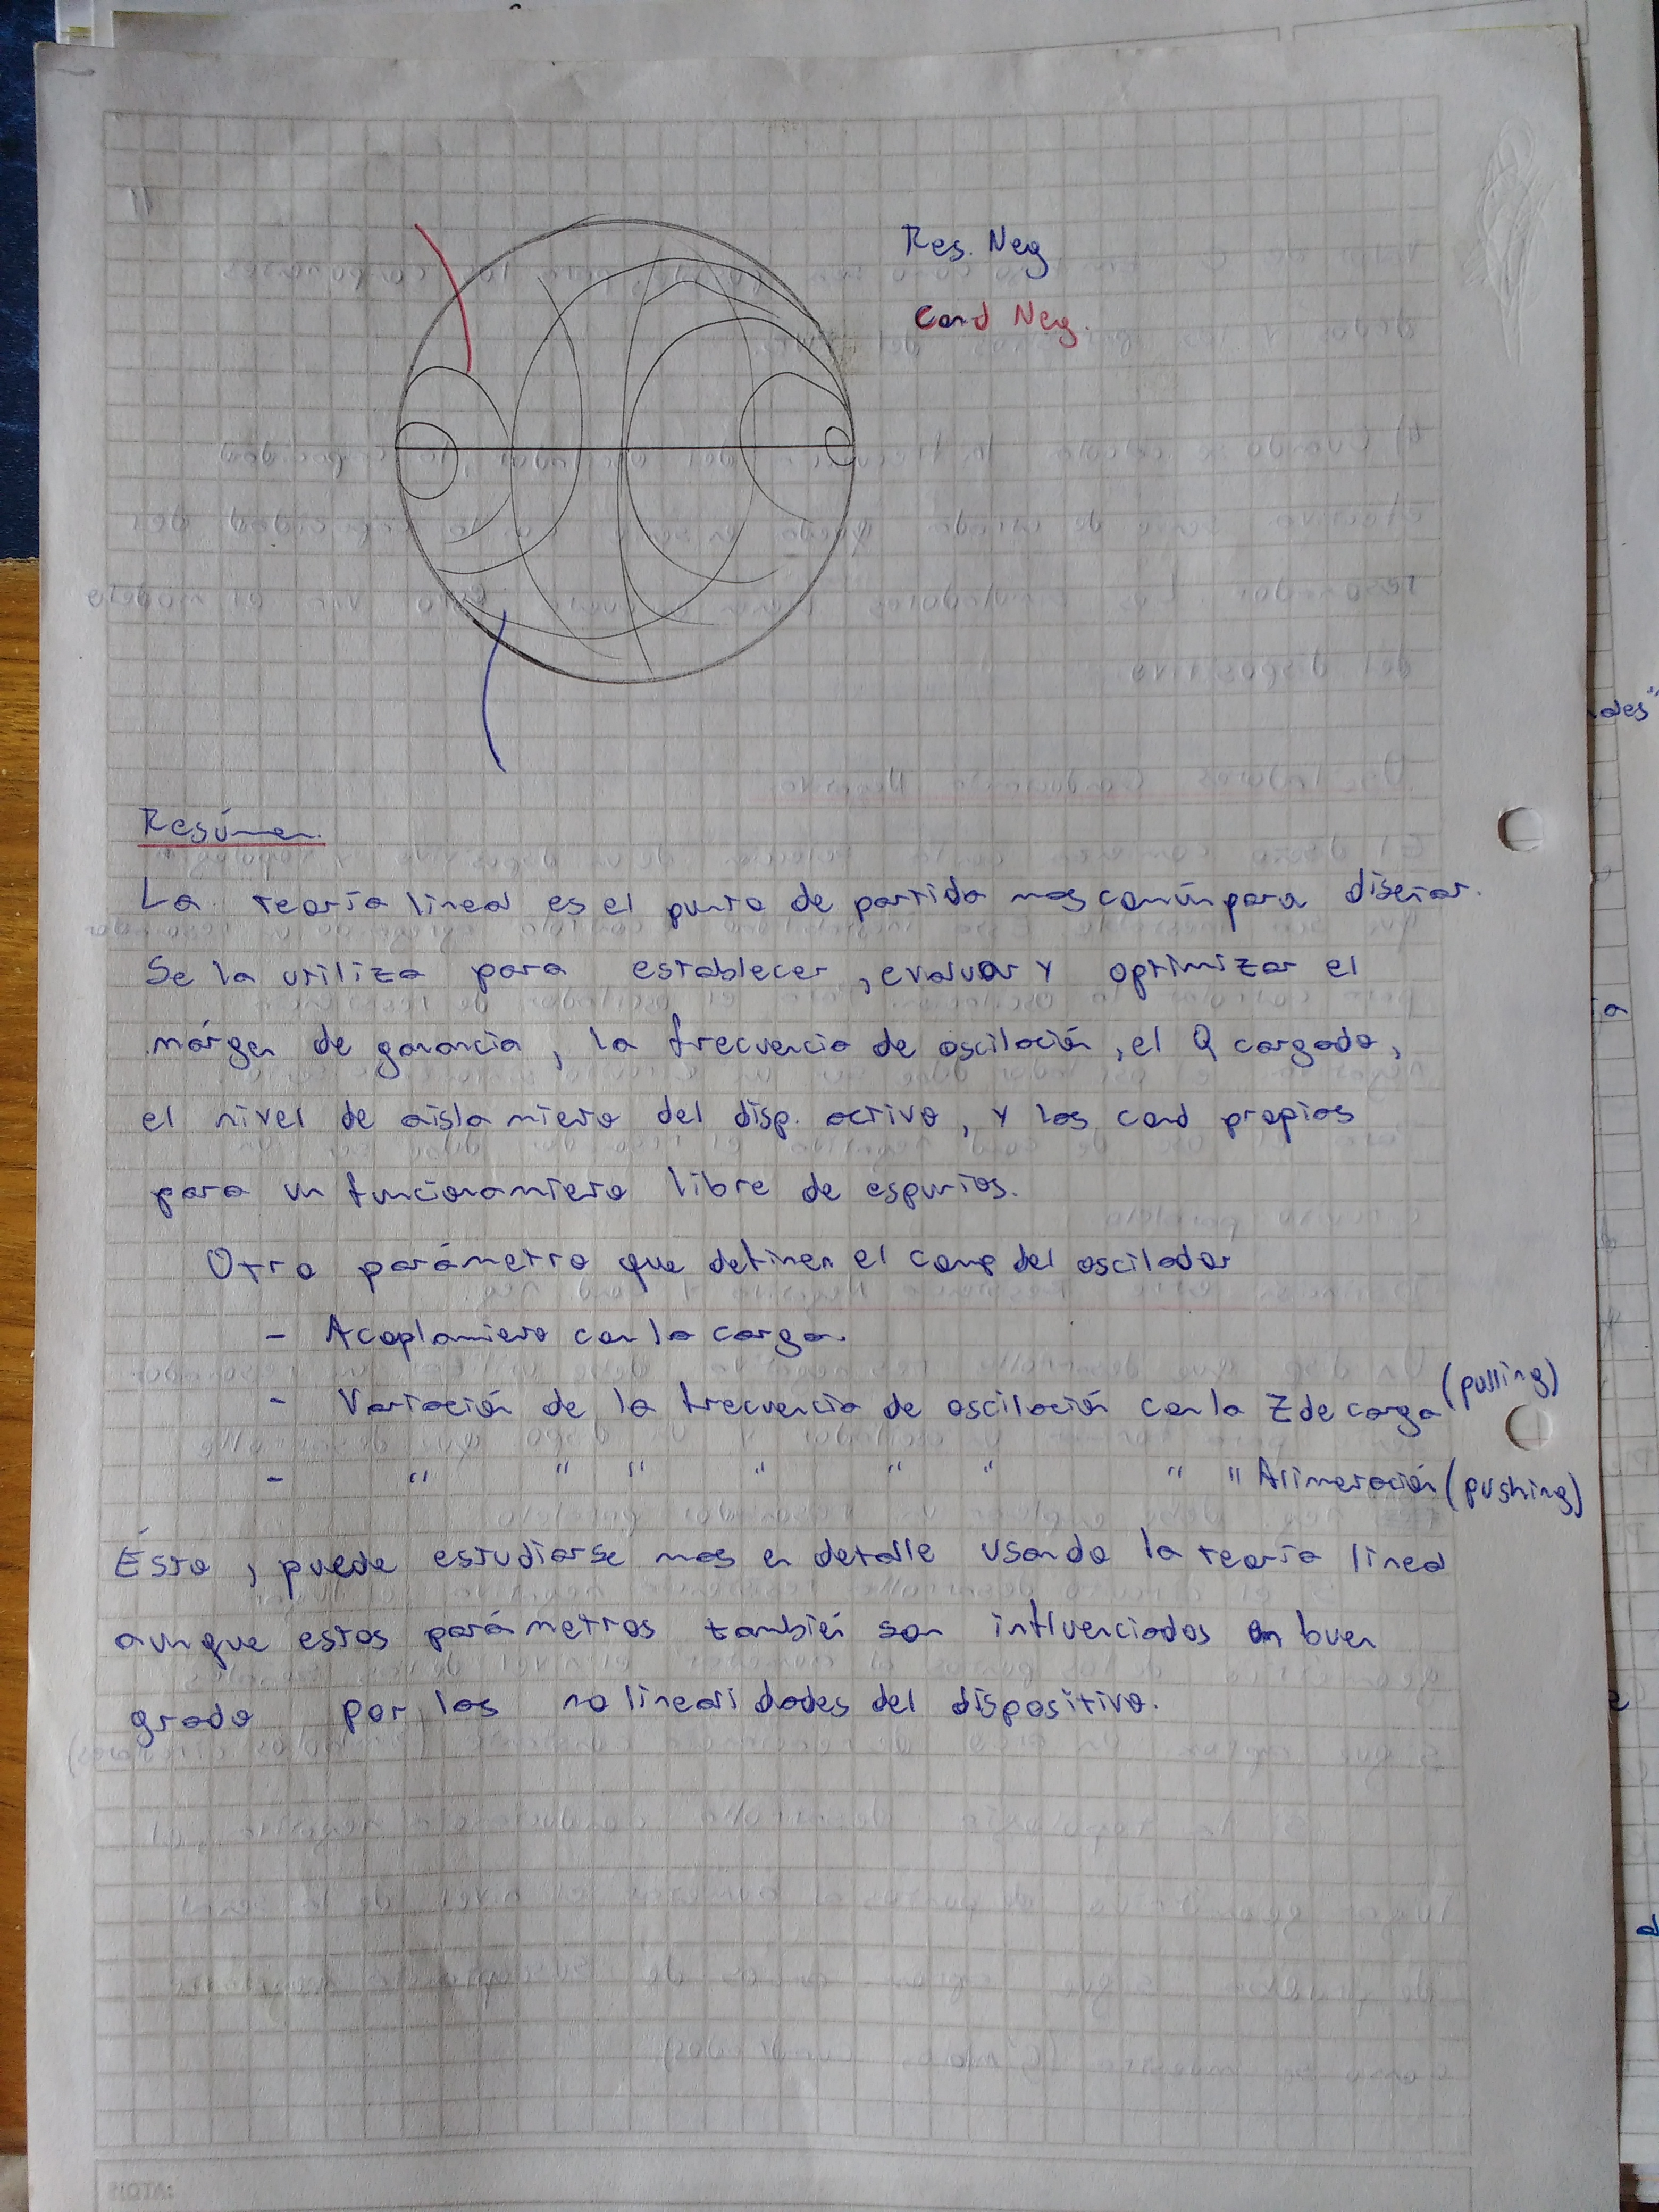 Res. Neg
Cond Neg.
Resúmen.
La teoría lineal es el punto de partida mas común para diseñar.
Se la utiliza para establecer, evaluar y optimizar el
márgen de ganancia, la frecuencia de oscilación, el Q cargado,
el nivel de aislamiento del disp. activo, y las cond propias
para un funcionamiento libre de espurios.
Otro parámetro que definen el comp del oscilador
- Acoplamiento con la carga.
- Variación de la frecuencia de oscilación con la Z de carga (pulling)
- " " " " " " " " Alimentación (pushing)
Ésto, puede estudiarse mas en detalle usando la teoría lineal
aunque estos parámetros también son influenciados en buen
grado por las no linealidades del dispositivo.